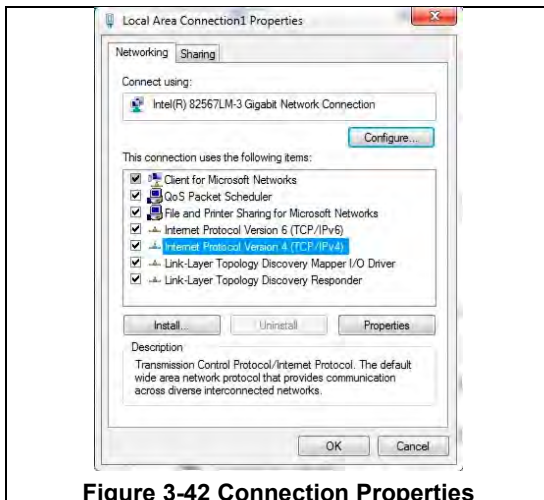 Local Area Connection1 Properties
Networking Sharing
Connect using:
Intel(R) 82567LM-3 Gigabit Network Connection
Configure...
This connection uses the following items:
Client for Microsoft Networks
QoS Packet Scheduler
File and Printer Sharing for Microsoft Networks
Internet Protocol Version 6 (TCP/IPv6)
Internet Protocol Version 4 (TCP/IPv4)
Link-Layer Topology Discovery Mapper I/O Driver
Link-Layer Topology Discovery Responder
Install... Uninstall Properties
Description
Transmission Control Protocol/Internet Protocol. The default
wide area network protocol that provides communication
across diverse interconnected networks.
OK Cancel
Figure 3-42 Connection Properties